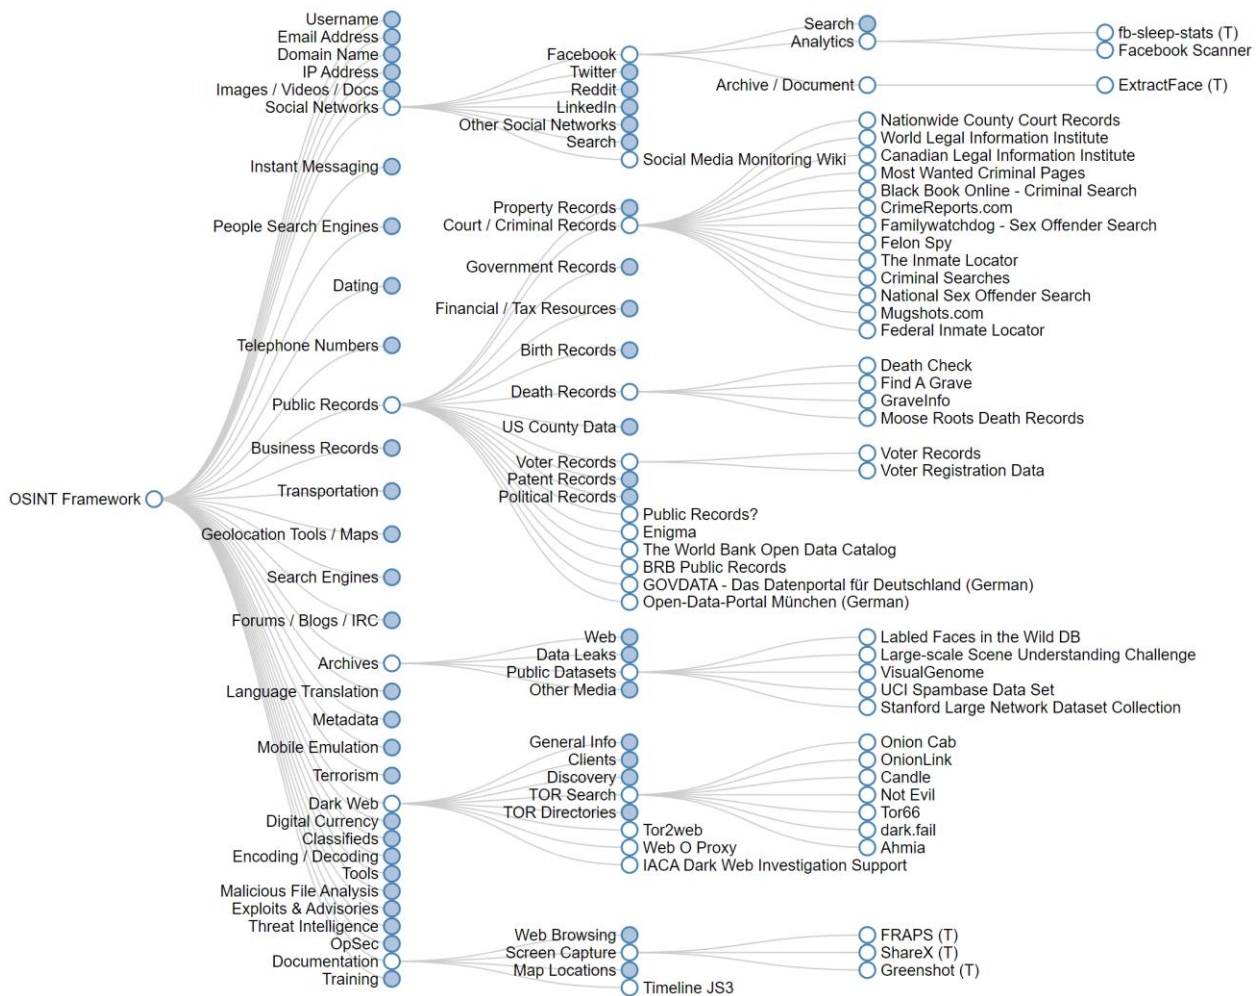 Username
Email Address
Domain Name
IP Address
Images / Videos / Docs
Social Networks
Instant Messaging
People Search Engines
Dating
Telephone Numbers
Public Records
Business Records
OSINT Framework
Transportation
Geolocation Tools / Maps
Search Engines
Forums / Blogs / IRC
Archives
Language Translation
Metadata
Mobile Emulation
Terrorism
Dark Web
Digital Currency
Classifieds
Encoding / Decoding
Tools
Malicious File Analysis
Exploits & Advisories
Threat Intelligence
OpSec
Documentation
Training
Facebook
Twitter
Reddit
LinkedIn
Other Social Networks
Search
Social Media Monitoring Wiki
Property Records
Court / Criminal Records
Government Records
Financial / Tax Resources
Birth Records
Death Records
US County Data
Voter Records
Patent Records
Political Records
Public Records?
Enigma
The World Bank Open Data Catalog
BRB Public Records
GOVDATA - Das Datenportal für Deutschland (German)
Open-Data-Portal München (German)
Web
Data Leaks
Public Datasets
Other Media
General Info
Clients
Discovery
TOR Search
TOR Directories
Tor2web
Web O Proxy
IACA Dark Web Investigation Support
Web Browsing
Screen Capture
Map Locations
Timeline JS3
Search
Analytics
Archive / Document
Nationwide County Court Records
World Legal Information Institute
Canadian Legal Information Institute
Most Wanted Criminal Pages
Black Book Online - Criminal Search
CrimeReports.com
Familywatchdog - Sex Offender Search
Felon Spy
The Inmate Locator
Criminal Searches
National Sex Offender Search
Mugshots.com
Federal Inmate Locator
Death Check
Find A Grave
GraveInfo
Moose Roots Death Records
Voter Records
Voter Registration Data
Labled Faces in the Wild DB
Large-scale Scene Understanding Challenge
VisualGenome
UCI Spambase Data Set
Stanford Large Network Dataset Collection
Onion Cab
OnionLink
Candle
Not Evil
Tor66
dark.fail
Ahmia
FRAPS (T)
ShareX (T)
Greenshot (T)
fb-sleep-stats (T)
Facebook Scanner
ExtractFace (T)